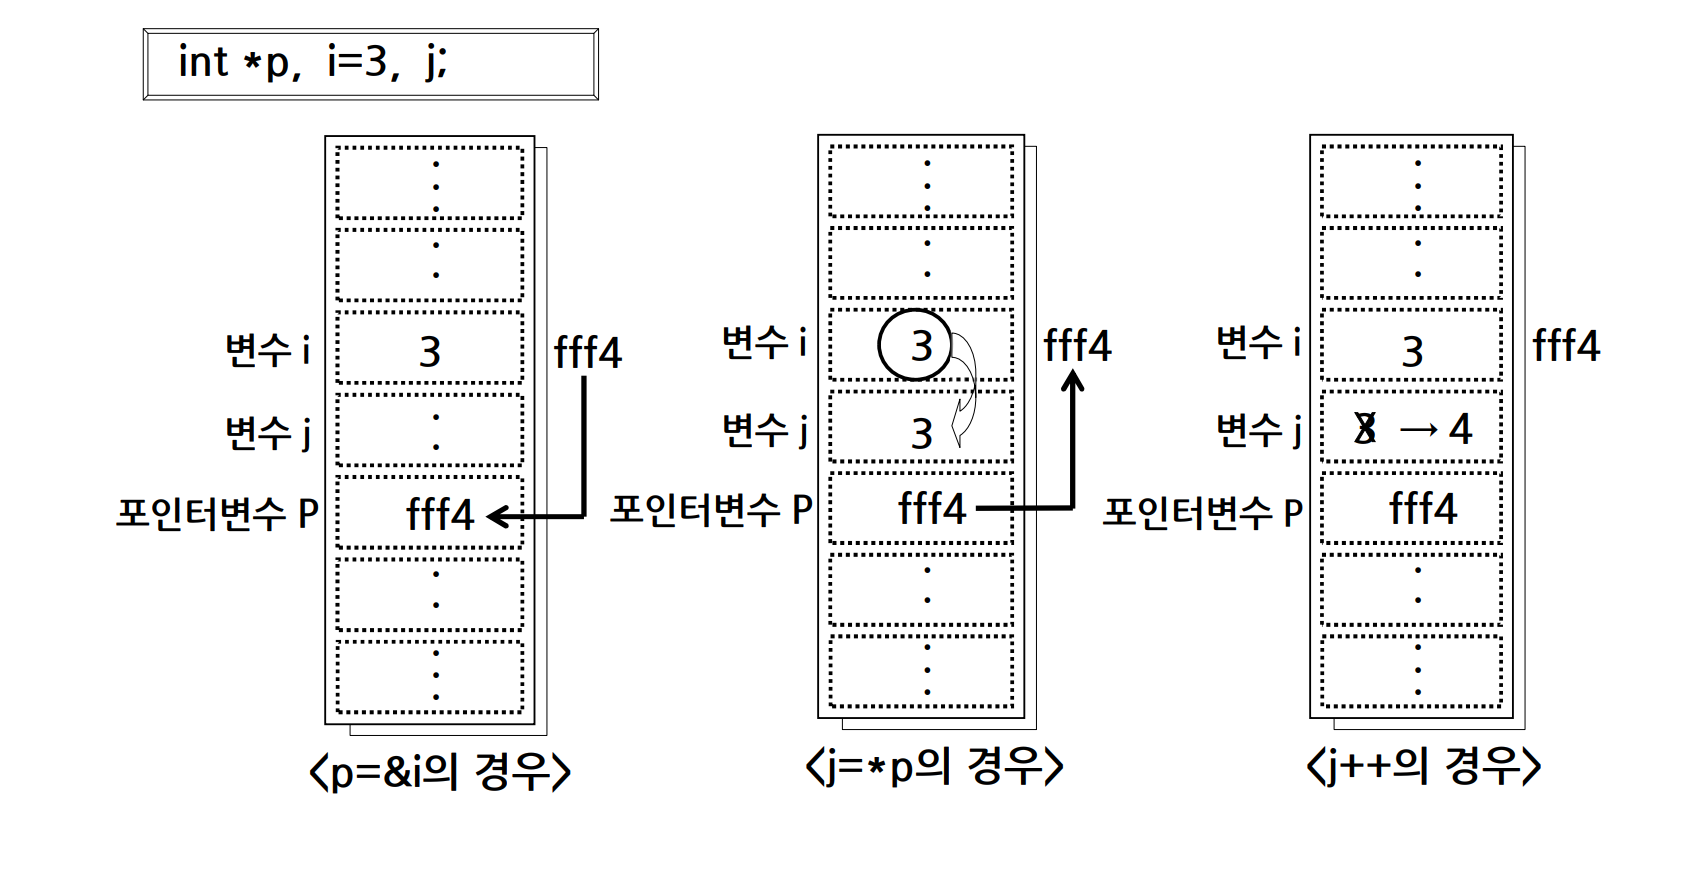 int *p, i=3, j;
변수 i
3
fff4
변수 j
포인터변수 P
fff4
<p=&i의 경우>
변수 i
3
fff4
변수 j
3
포인터변수 P
fff4
<j=*p의 경우>
변수 i
3
fff4
변수 j
3 → 4
포인터변수 P
fff4
<j++의 경우>